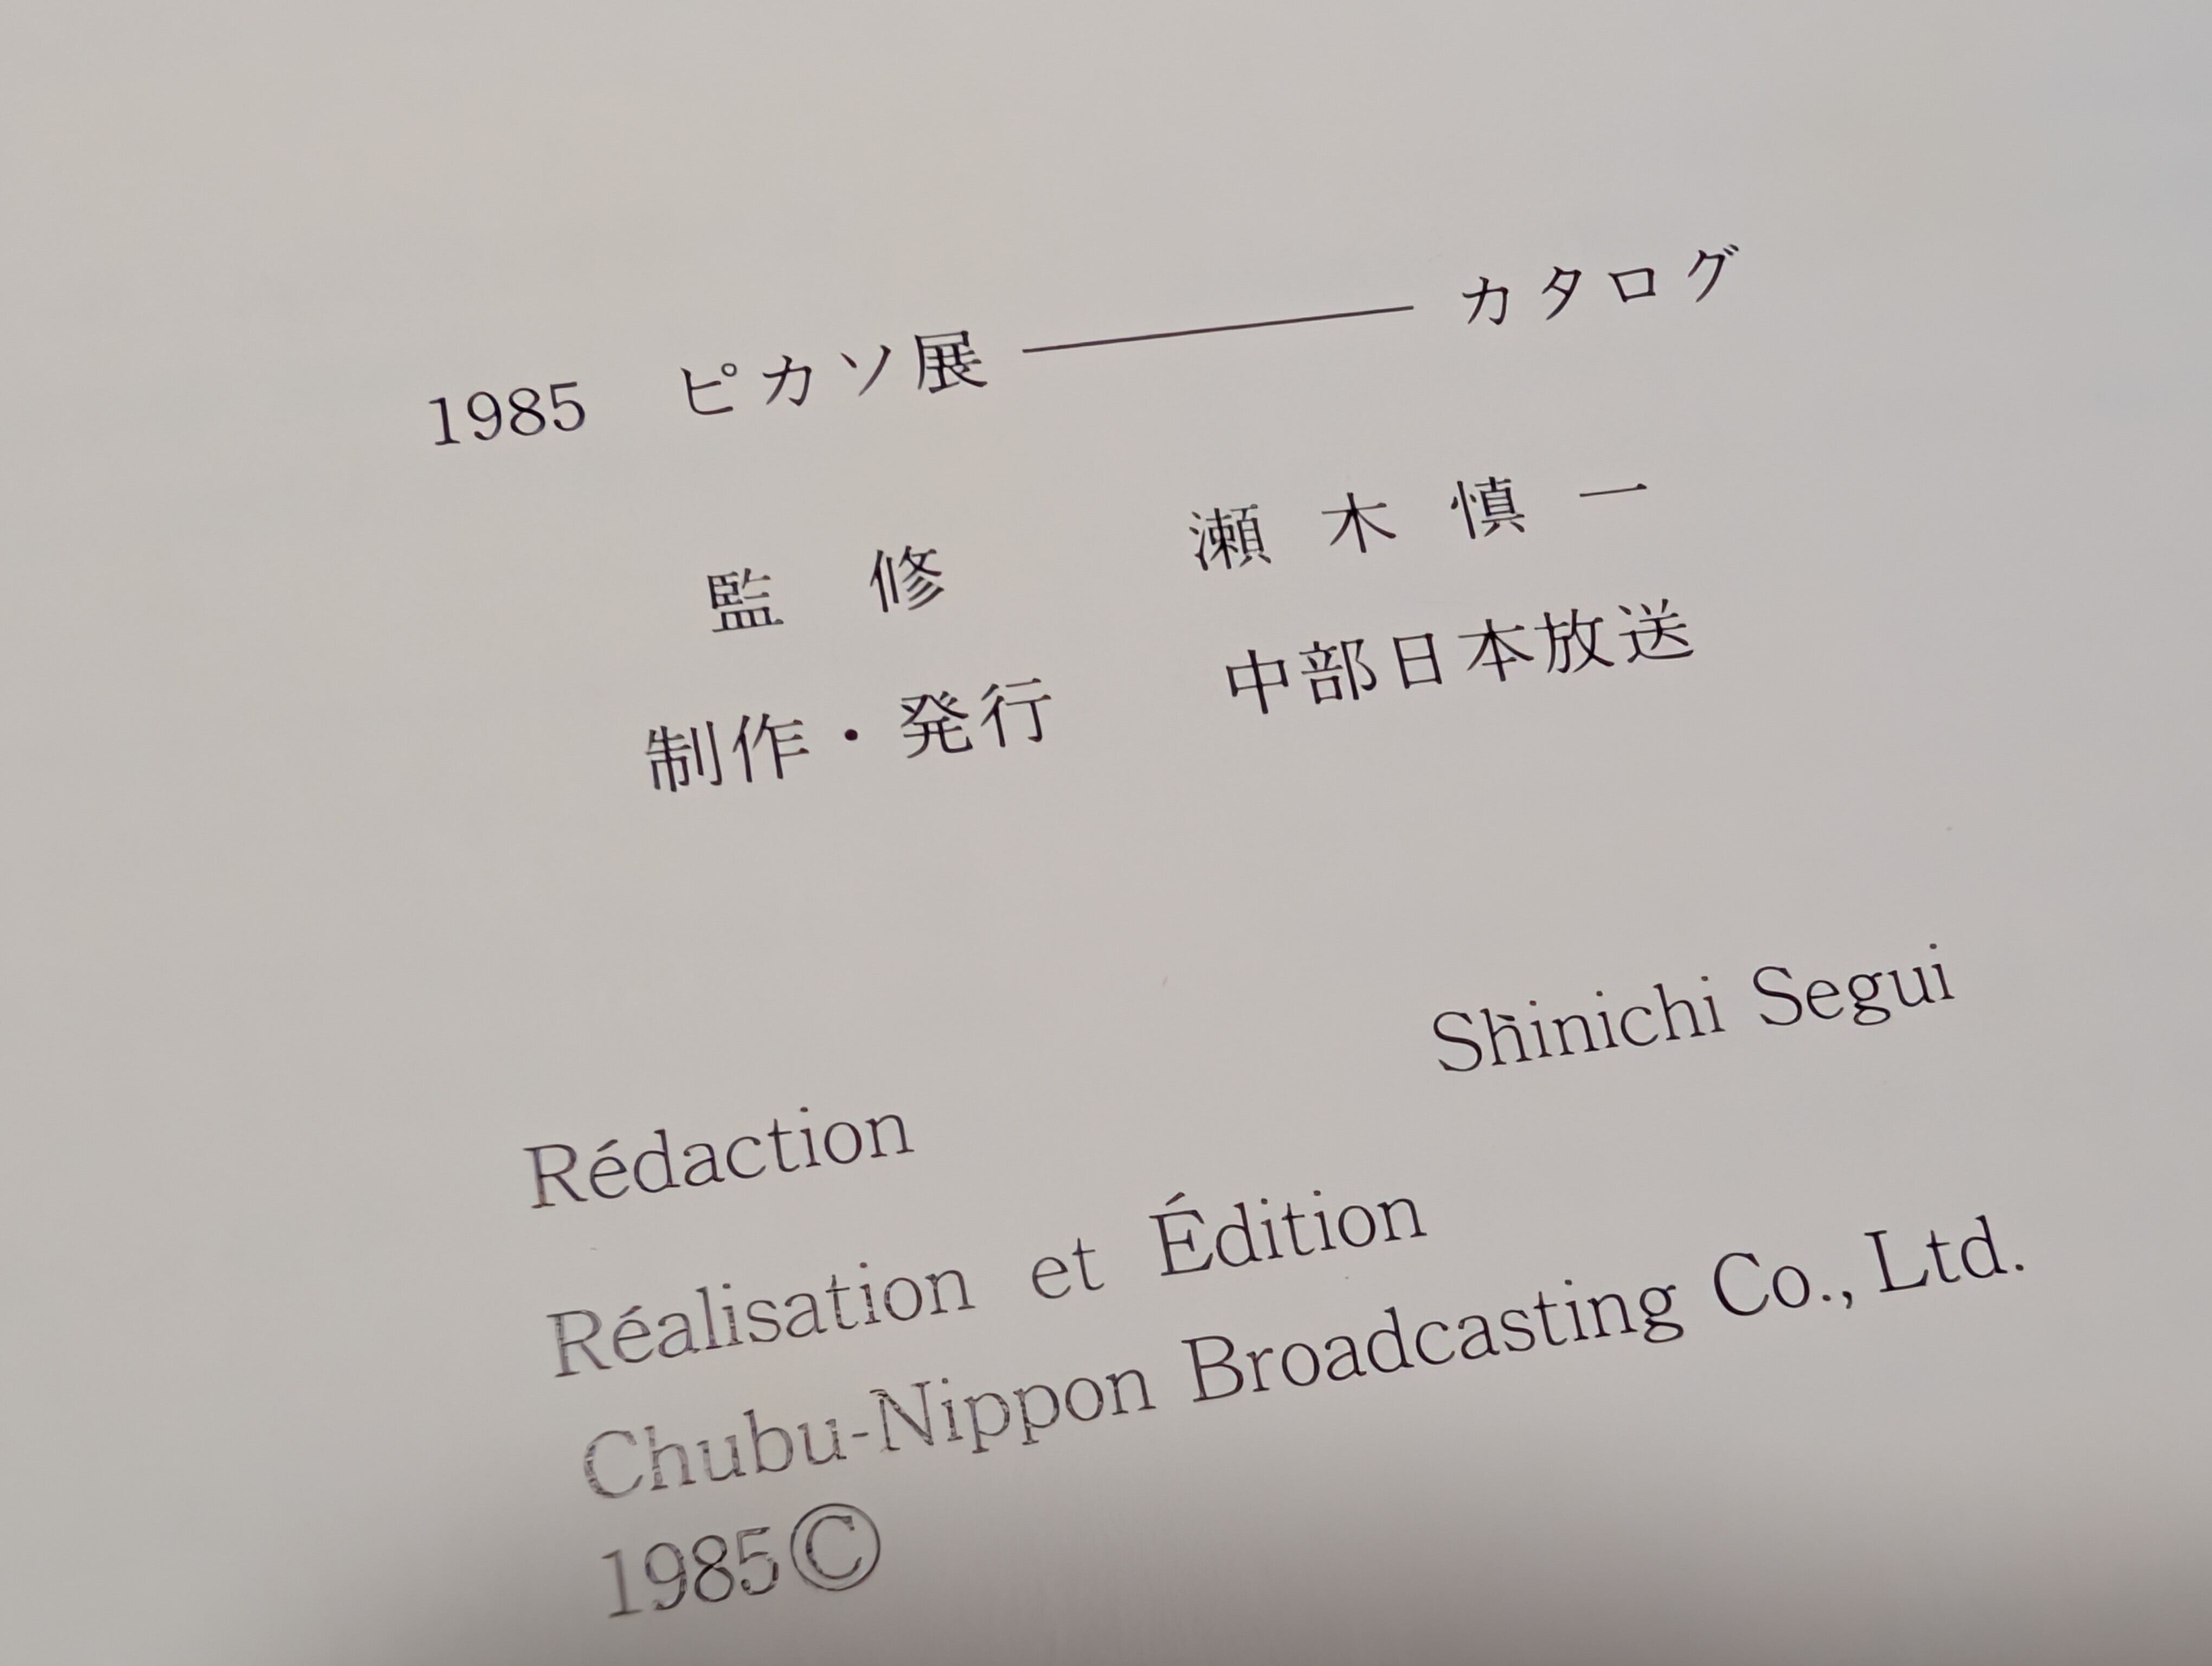 1985 ピカソ展 ——— カタログ
監修 瀬木慎一
制作・発行 中部日本放送
Rédaction Shinichi Segui
Réalisation et Édition
Chubu-Nippon Broadcasting Co., Ltd.
1985©